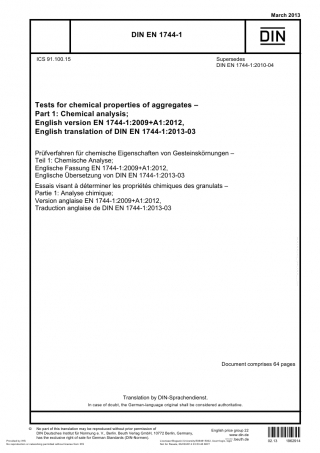 March 2013
DIN EN 1744-1
DIN
ICS 91.100.15
Supersedes
DIN EN 1744-1:2010-04
Tests for chemical properties of aggregates –
Part 1: Chemical analysis;
English version EN 1744-1:2009+A1:2012,
English translation of DIN EN 1744-1:2013-03
Prüfverfahren für chemische Eigenschaften von Gesteinskörnungen –
Teil 1: Chemische Analyse;
Englische Fassung EN 1744-1:2009+A1:2012,
Englische Übersetzung von DIN EN 1744-1:2013-03
Essais visant à déterminer les propriétés chimiques des granulats –
Partie 1: Analyse chimique;
Version anglaise EN 1744-1:2009+A1:2012,
Traduction anglaise de DIN EN 1744-1:2013-03
Document comprises 64 pages
Translation by DIN-Sprachendienst.
In case of doubt, the German-language original shall be considered authoritative.
© No part of this translation may be reproduced without prior permission of
DIN Deutsches Institut für Normung e. V., Berlin. Beuth Verlag GmbH, 10772 Berlin, Germany,
has the exclusive right of sale for German Standards (DIN-Normen).
English price group 22
www.din.de
www.beuth.de